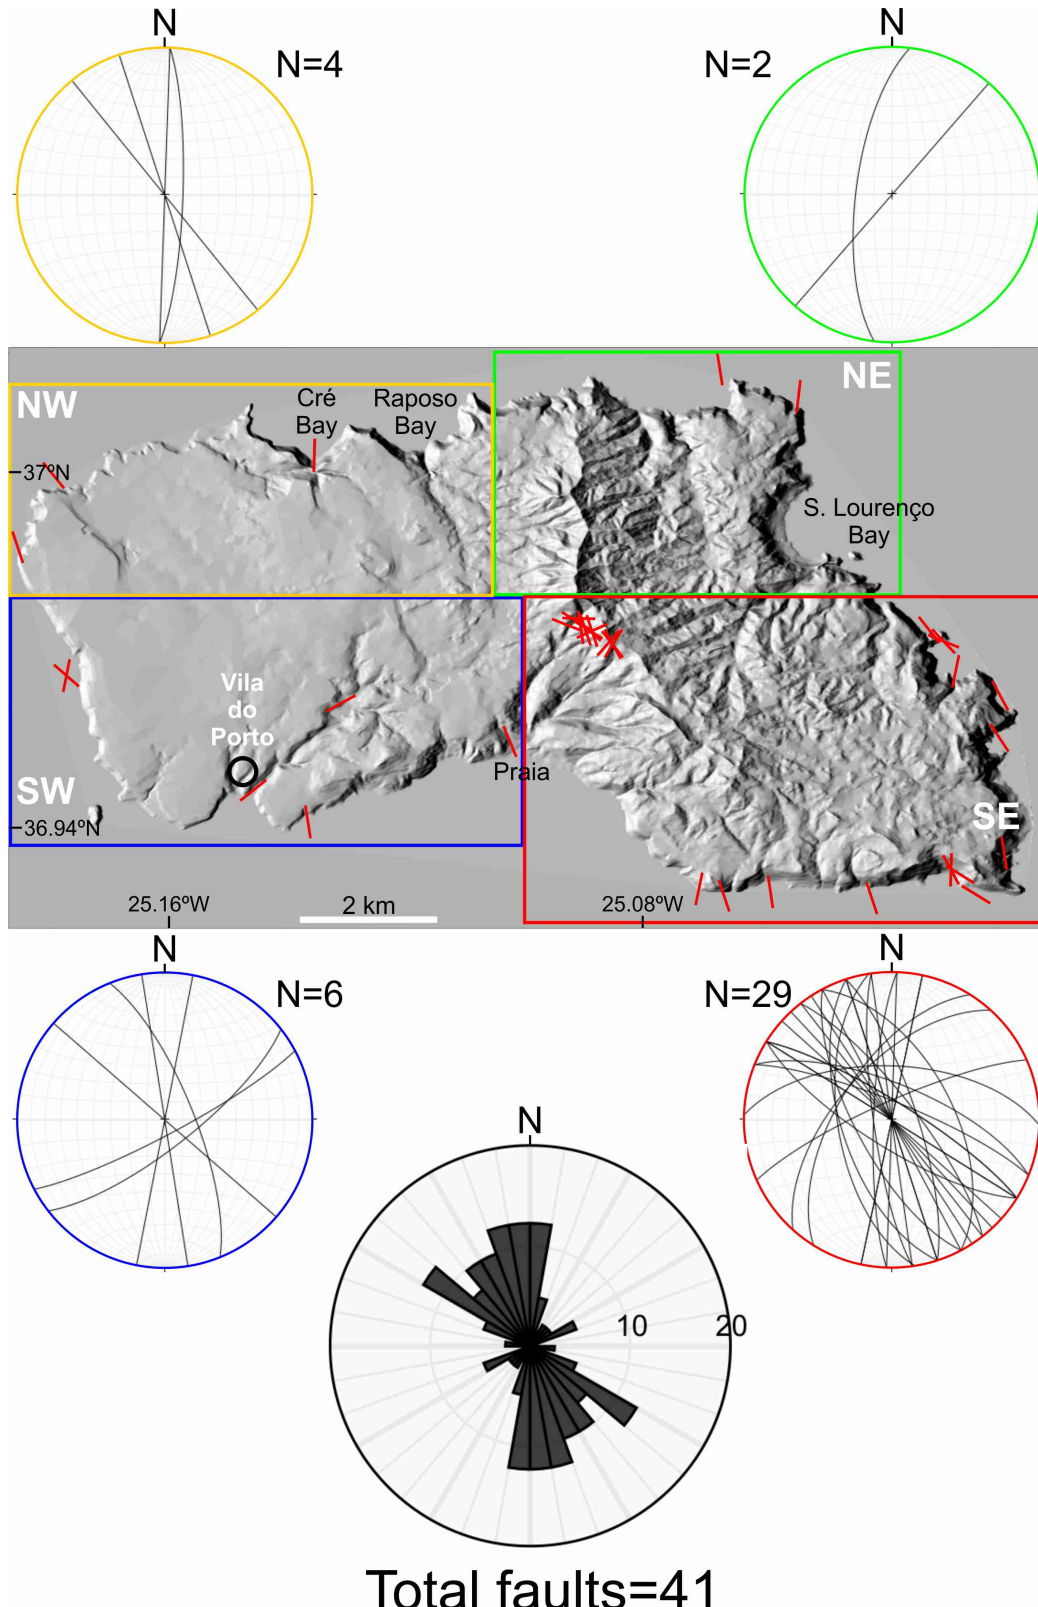 N
N=4
N
N=2
NW
NE
Cré
Bay
Raposo
Bay
37ºN
S. Lourenço
Bay
Vila
do
Porto
Praia
SW
SE
36.94ºN
25.16ºW
2 km
25.08ºW
N
N=6
N
N=29
N
10
20
Total faults=41